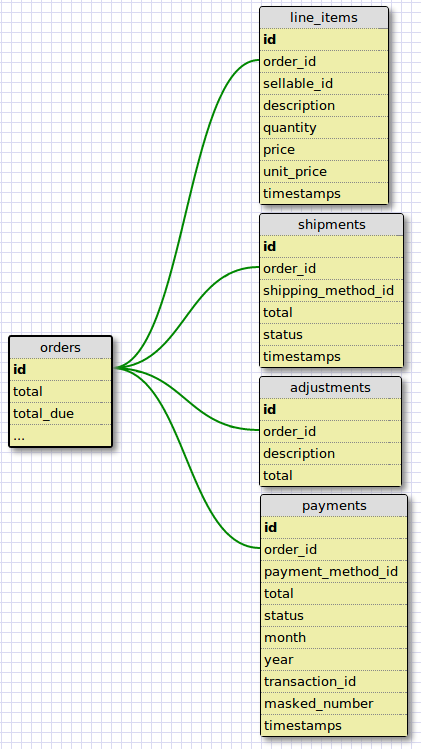 line_items
id
order_id
sellable_id
description
quantity
price
unit_price
timestamps
shipments
id
order_id
shipping_method_id
total
status
timestamps
orders
id
total
total_due
...
adjustments
id
order_id
description
total
payments
id
order_id
payment_method_id
total
status
month
year
transaction_id
masked_number
timestamps